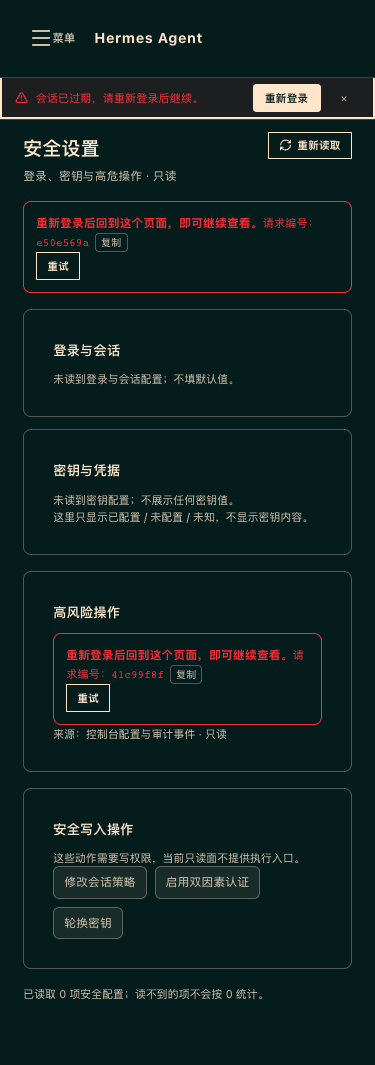 菜单 Hermes Agent
会话已过期，请重新登录后继续。 重新登录 ×
安全设置 重新读取
登录、密钥与高危操作 · 只读
重新登录后回到这个页面，即可继续查看。请求编号：
e50e569a 复制
重试
登录与会话
未读到登录与会话配置；不填默认值。
密钥与凭据
未读到密钥配置；不展示任何密钥值。
这里只显示已配置 / 未配置 / 未知，不显示密钥内容。
高风险操作
重新登录后回到这个页面，即可继续查看。请
求编号：41c99f8f 复制
重试
来源：控制台配置与审计事件 · 只读
安全写入操作
这些动作需要写权限，当前只读面不提供执行入口。
修改会话策略 启用双因素认证
轮换密钥
已读取 0 项安全配置；读不到的项不会按 0 统计。